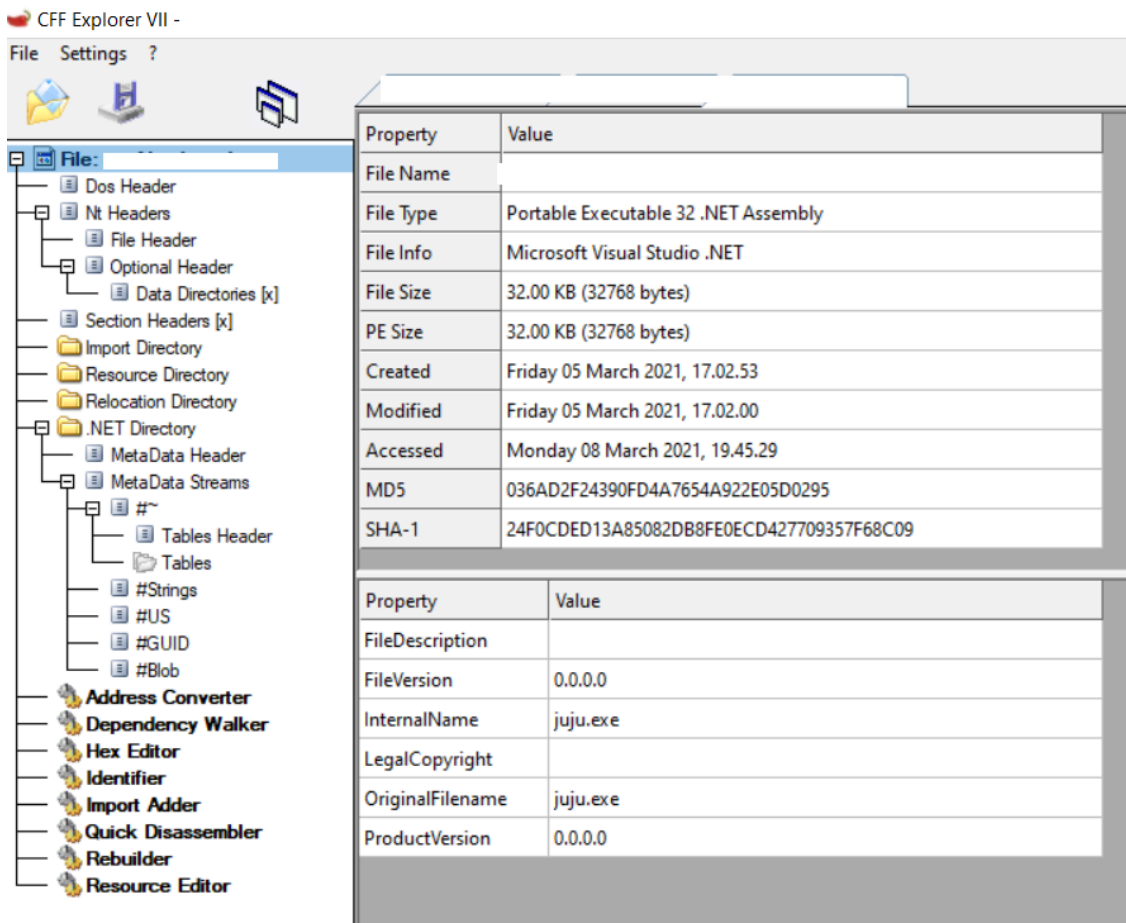 CFF Explorer VII -
File Settings ?
File:
Dos Header
Nt Headers
File Header
Optional Header
Data Directories [x]
Section Headers [x]
Import Directory
Resource Directory
Relocation Directory
.NET Directory
MetaData Header
MetaData Streams
#~
Tables Header
Tables
#Strings
#US
#GUID
#Blob
Address Converter
Dependency Walker
Hex Editor
Identifier
Import Adder
Quick Disassembler
Rebuilder
Resource Editor
Property Value
File Name
File Type Portable Executable 32 .NET Assembly
File Info Microsoft Visual Studio .NET
File Size 32.00 KB (32768 bytes)
PE Size 32.00 KB (32768 bytes)
Created Friday 05 March 2021, 17.02.53
Modified Friday 05 March 2021, 17.02.00
Accessed Monday 08 March 2021, 19.45.29
MD5 036AD2F24390FD4A7654A922E05D0295
SHA-1 24F0CDED13A85082DB8FE0ECD427709357F68C09
Property Value
FileDescription
FileVersion 0.0.0.0
InternalName juju.exe
LegalCopyright
OriginalFilename juju.exe
ProductVersion 0.0.0.0